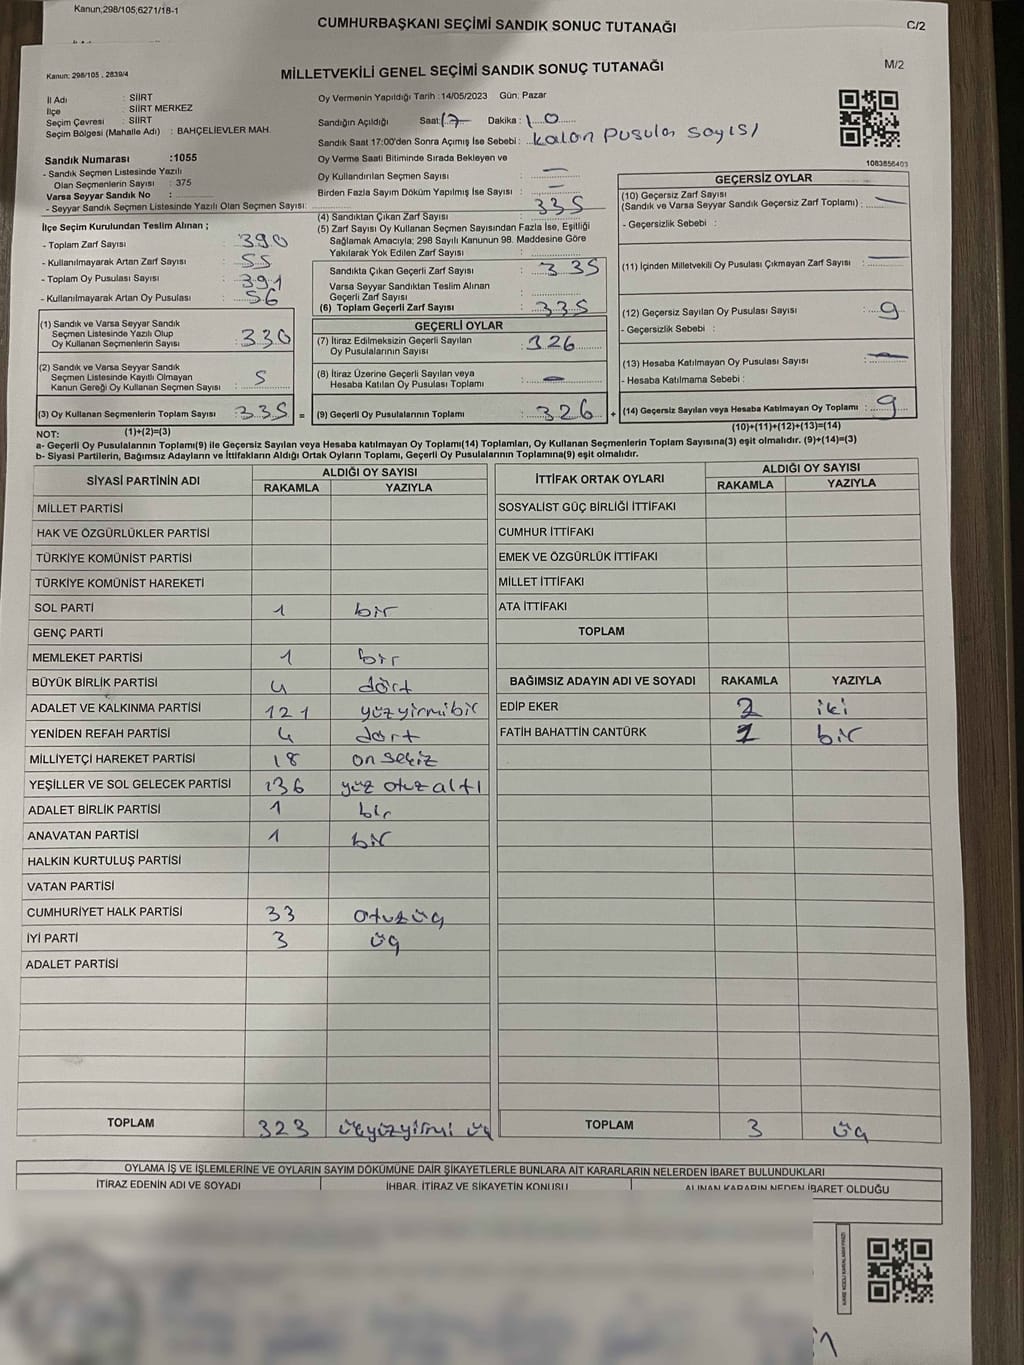 Kanun;298/105,6271/18-1
CUMHURBAŞKANI SEÇİMİ SANDIK SONUÇ TUTANAĞI
C/2
Kanun: 298/105 , 2839/4
MİLLETVEKİLİ GENEL SEÇİMİ SANDIK SONUÇ TUTANAĞI
M/2
İl Adı : SİİRT
İlçe : SİİRT MERKEZ
Seçim Çevresi : SİİRT
Seçim Bölgesi (Mahalle Adı) : BAHÇELİEVLER MAH.
Sandık Numarası :1055
- Sandık Seçmen Listesinde Yazılı
Olan Seçmenlerin Sayısı : 375
Varsa Seyyar Sandık No :
- Seyyar Sandık Seçmen Listesinde Yazılı Olan Seçmen Sayısı:
İlçe Seçim Kurulundan Teslim Alınan ;
- Toplam Zarf Sayısı : 390
- Kullanılmayarak Artan Zarf Sayısı : 55
- Toplam Oy Pusulası Sayısı : 391
- Kullanılmayarak Artan Oy Pusulası : 56
(1) Sandık ve Varsa Seyyar Sandık
Seçmen Listesinde Yazılı Olup
Oy Kullanan Seçmenlerin Sayısı : 330
(2) Sandık ve Varsa Seyyar Sandık
Seçmen Listesinde Kayıtlı Olmayan
Kanun Gereği Oy Kullanan Seçmen Sayısı : 5
(3) Oy Kullanan Seçmenlerin Toplam Sayısı : 335 =
Oy Vermenin Yapıldığı Tarih :14/05/2023 Gün: Pazar
Sandığın Açıldığı Saat: 17 Dakika : 10
Sandık Saat 17:00'den Sonra Açımış İse Sebebi : kalan pusula sayısı
Oy Verme Saati Bitiminde Sırada Bekleyen ve
Oy Kullandırılan Seçmen Sayısı : —
Birden Fazla Sayım Döküm Yapılmış İse Sayısı : —
(4) Sandıktan Çıkan Zarf Sayısı : 335
(5) Zarf Sayısı Oy Kullanan Seçmen Sayısından Fazla İse, Eşitliği
Sağlamak Amacıyla; 298 Sayılı Kanunun 98. Maddesine Göre
Yakılarak Yok Edilen Zarf Sayısı :
Sandıkta Çıkan Geçerli Zarf Sayısı : 335
Varsa Seyyar Sandıktan Teslim Alınan
Geçerli Zarf Sayısı :
(6) Toplam Geçerli Zarf Sayısı : 335
GEÇERLİ OYLAR
(7) İtiraz Edilmeksizin Geçerli Sayılan
Oy Pusulalarının Sayısı : 326
(8) İtiraz Üzerine Geçerli Sayılan veya
Hesaba Katılan Oy Pusulası Toplamı : —
(9) Geçerli Oy Pusulalarının Toplamı : 326 +
1083856403
GEÇERSİZ OYLAR
(10) Geçersiz Zarf Sayısı
(Sandık ve Varsa Seyyar Sandık Geçersiz Zarf Toplamı) : —
- Geçersizlik Sebebi :
(11) İçinden Milletvekili Oy Pusulası Çıkmayan Zarf Sayısı : —
(12) Geçersiz Sayılan Oy Pusulası Sayısı : 9
- Geçersizlik Sebebi :
(13) Hesaba Katılmayan Oy Pusulası Sayısı : —
- Hesaba Katılmama Sebebi :
(14) Geçersiz Sayılan veya Hesaba Katılmayan Oy Toplamı : 9
NOT: (1)+(2)=(3)
(10)+(11)+(12)+(13)=(14)
a- Geçerli Oy Pusulalarının Toplamı(9) ile Geçersiz Sayılan veya Hesaba katılmayan Oy Toplamı(14) Toplamları, Oy Kullanan Seçmenlerin Toplam Sayısına(3) eşit olmalıdır. (9)+(14)=(3)
b- Siyasi Partilerin, Bağımsız Adayların ve İttifakların Aldığı Ortak Oyların Toplamı, Geçerli Oy Pusulalarının Toplamına(9) eşit olmalıdır.
SİYASİ PARTİNİN ADI ALDIĞI OY SAYISI
RAKAMLA YAZIYLA
MİLLET PARTİSİ
HAK VE ÖZGÜRLÜKLER PARTİSİ
TÜRKİYE KOMÜNİST PARTİSİ
TÜRKİYE KOMÜNİST HAREKETİ
SOL PARTİ 1 bir
GENÇ PARTİ
MEMLEKET PARTİSİ 1 bir
BÜYÜK BİRLİK PARTİSİ 4 dört
ADALET VE KALKINMA PARTİSİ 121 yüzyirmibir
YENİDEN REFAH PARTİSİ 4 dört
MİLLİYETÇİ HAREKET PARTİSİ 18 on sekiz
YEŞİLLER VE SOL GELECEK PARTİSİ 136 yüz otuz altı
ADALET BİRLİK PARTİSİ 1 bir
ANAVATAN PARTİSİ 1 bir
HALKIN KURTULUŞ PARTİSİ
VATAN PARTİSİ
CUMHURİYET HALK PARTİSİ 33 otuzüç
İYİ PARTİ 3 üç
ADALET PARTİSİ
TOPLAM 323 üçyüzyirmi üç
İTTİFAK ORTAK OYLARI ALDIĞI OY SAYISI
RAKAMLA YAZIYLA
SOSYALİST GÜÇ BİRLİĞİ İTTİFAKI
CUMHUR İTTİFAKI
EMEK VE ÖZGÜRLÜK İTTİFAKI
MİLLET İTTİFAKI
ATA İTTİFAKI
TOPLAM
BAĞIMSIZ ADAYIN ADI VE SOYADI RAKAMLA YAZIYLA
EDİP EKER 2 iki
FATİH BAHATTİN CANTÜRK 1 bir
TOPLAM 3 üç
OYLAMA İŞ VE İŞLEMLERİNE VE OYLARIN SAYIM DÖKÜMÜNE DAİR ŞİKAYETLERLE BUNLARA AİT KARARLARIN NELERDEN İBARET BULUNDUKLARI
İTİRAZ EDENİN ADI VE SOYADI İHBAR, İTİRAZ VE ŞİKAYETİN KONUSU ALINAN KARARIN NEDEN İBARET OLDUĞU